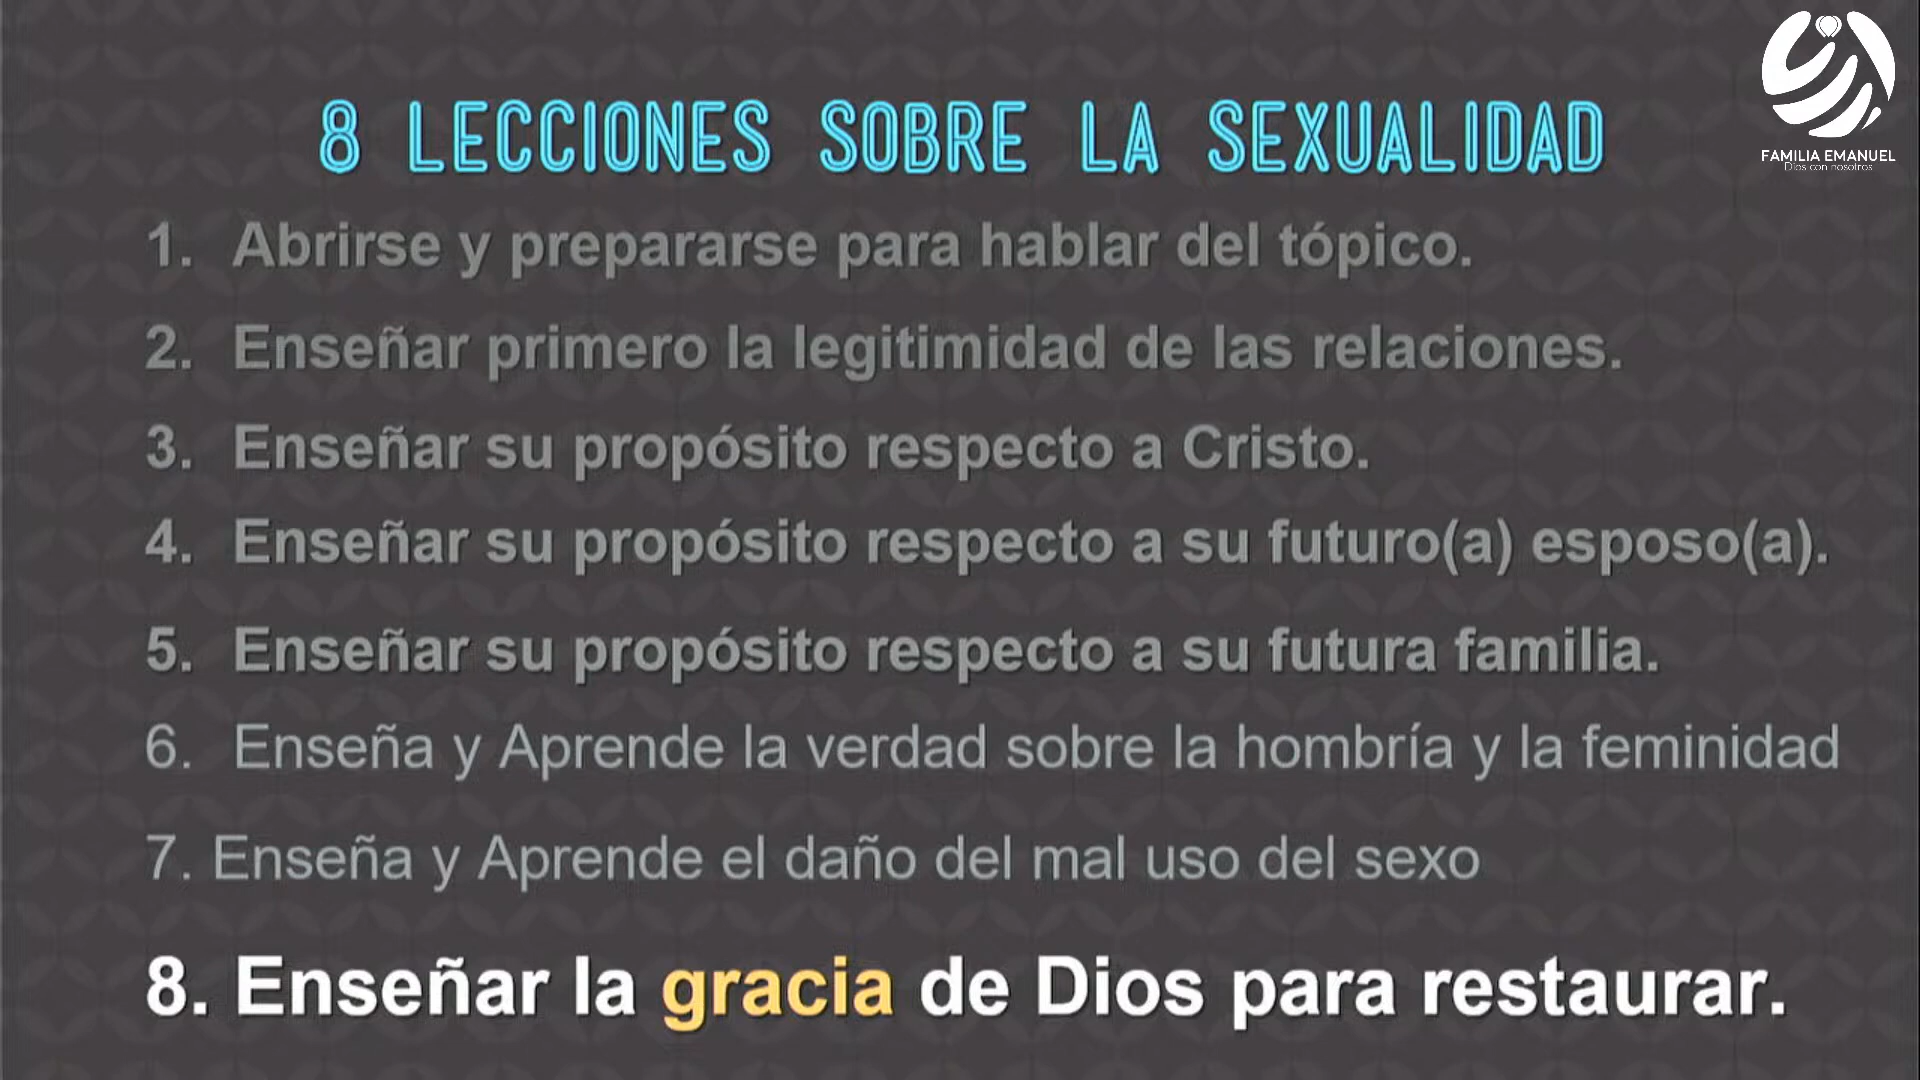 8 LECCIONES SOBRE LA SEXUALIDAD
FAMILIA EMANUEL
Dios con nosotros
1. Abrirse y prepararse para hablar del tópico.
2. Enseñar primero la legitimidad de las relaciones.
3. Enseñar su propósito respecto a Cristo.
4. Enseñar su propósito respecto a su futuro(a) esposo(a).
5. Enseñar su propósito respecto a su futura familia.
6. Enseña y Aprende la verdad sobre la hombría y la feminidad
7. Enseña y Aprende el daño del mal uso del sexo
8. Enseñar la gracia de Dios para restaurar.